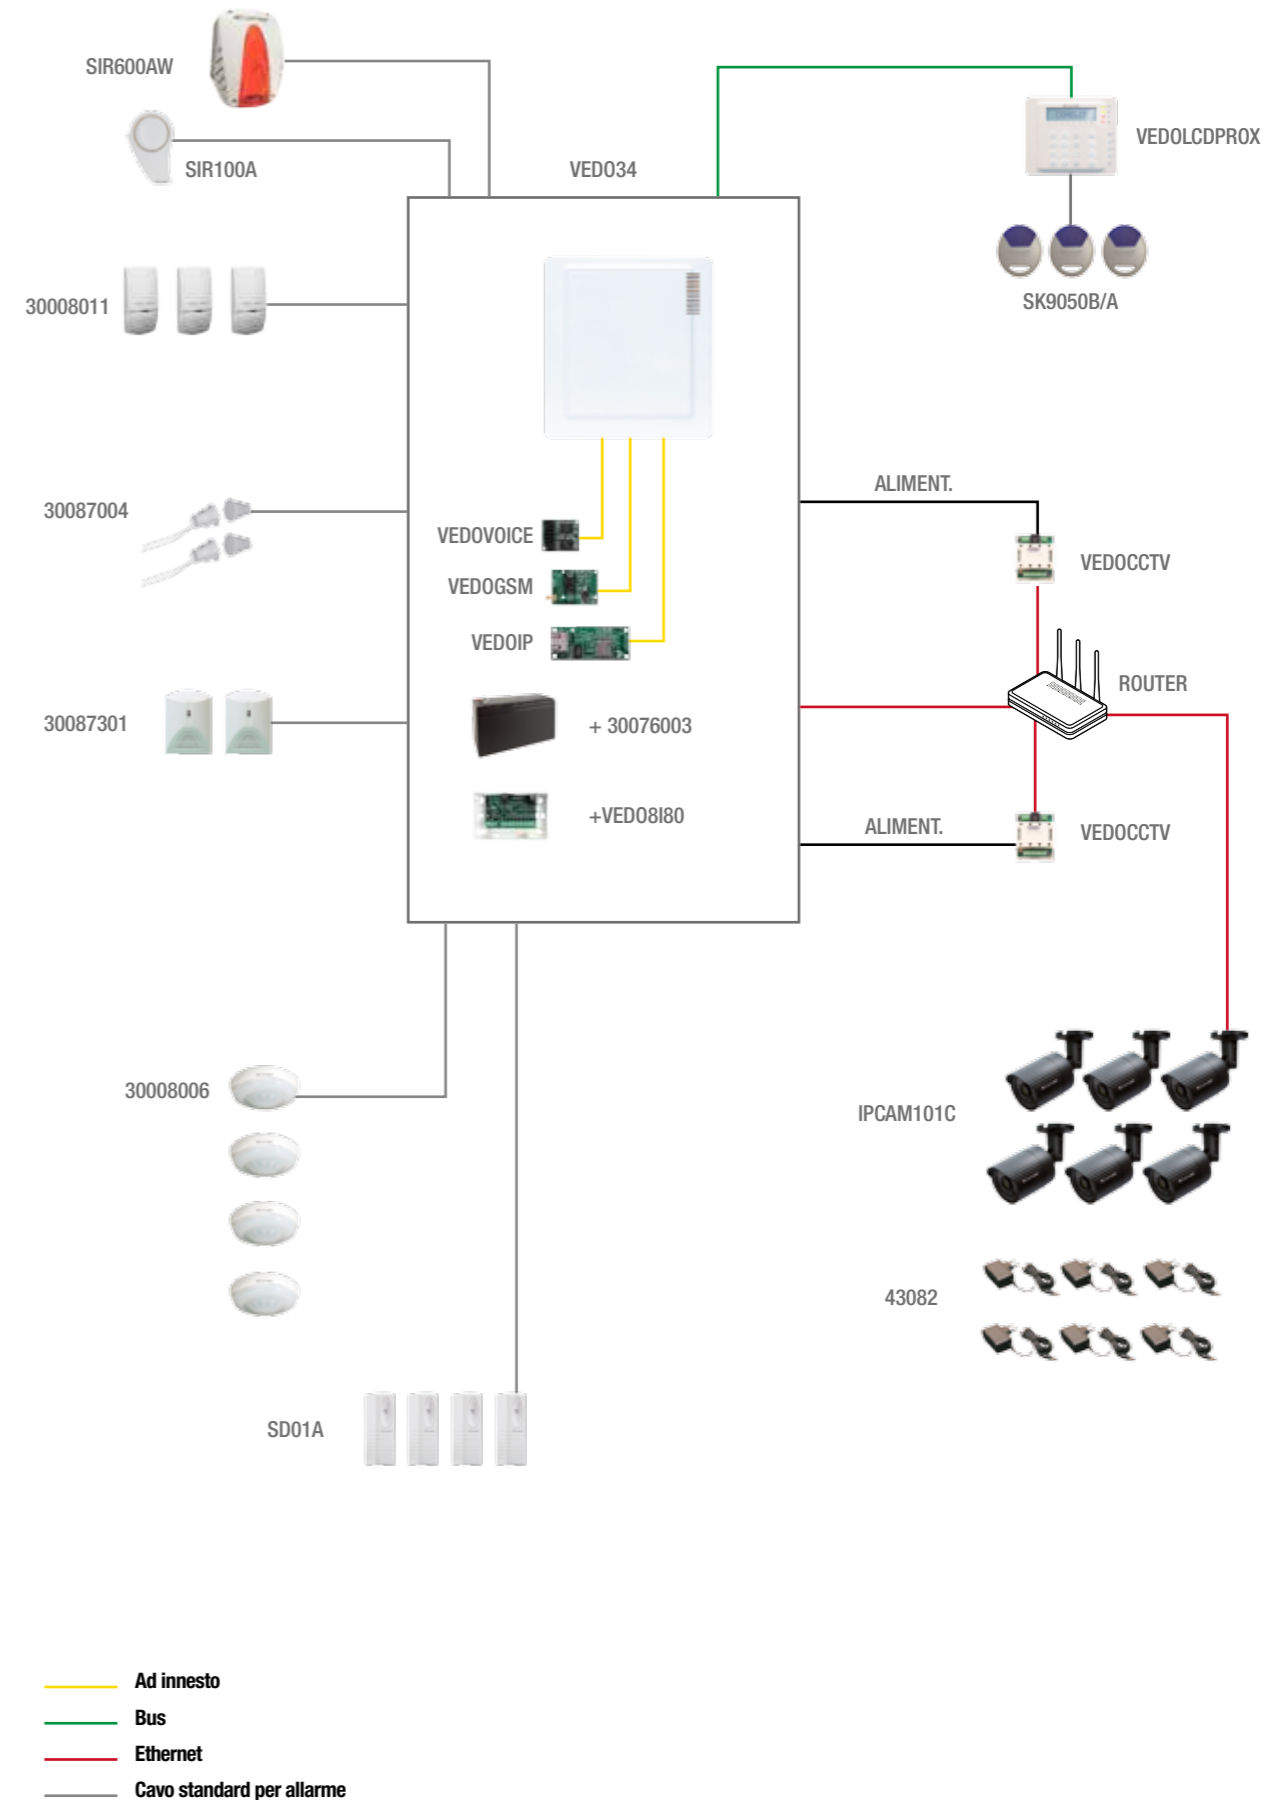 SIR600AW
SIR100A
VEDO34
VEDOLCDPROX
SK9050B/A
30008011
30087004
VEDOVOICE
VEDOGSM
VEDOIP
ALIMENT.
VEDOCCTV
ROUTER
30087301
+ 30076003
+VEDO8I80
ALIMENT.
VEDOCCTV
30008006
IPCAM101C
43082
SD01A
Ad innesto
Bus
Ethernet
Cavo standard per allarme